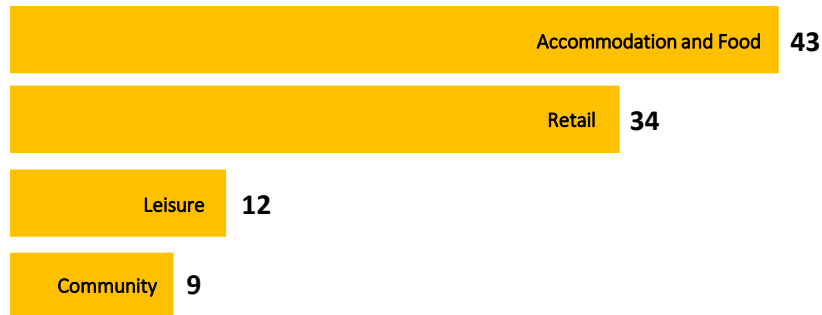 Accommodation and Food 43
Retail 34
Leisure 12
Community 9